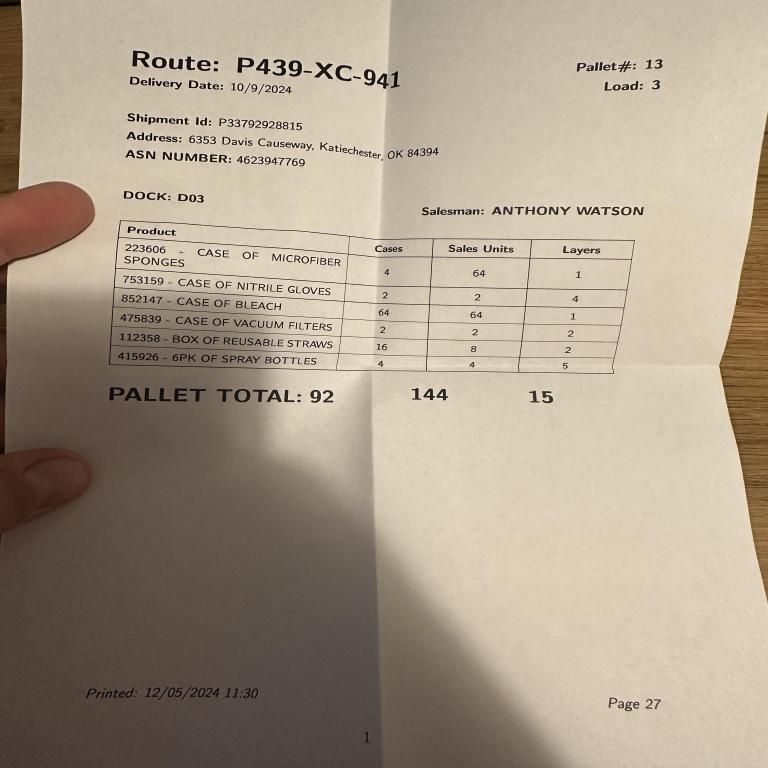 Route: P439-XC-941
Delivery Date: 10/9/2024
Pallet#: 13
Load: 3
Shipment Id: P33792928815
Address: 6353 Davis Causeway, Katiechester, OK 84394
ASN NUMBER: 4623947769
DOCK: D03
Salesman: ANTHONY WATSON
Product Cases Sales Units Layers
223606 - CASE OF MICROFIBER
SPONGES 4 64 1
753159 - CASE OF NITRILE GLOVES 2 2 4
852147 - CASE OF BLEACH 64 64 1
475839 - CASE OF VACUUM FILTERS 2 2 2
112358 - BOX OF REUSABLE STRAWS 16 8 2
415926 - 6PK OF SPRAY BOTTLES 4 4 5
PALLET TOTAL: 92 144 15
Printed: 12/05/2024 11:30
Page 27
1